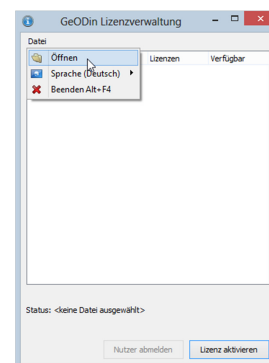 GeODin Lizenzverwaltung
Datei
Öffnen
Sprache (Deutsch)
Beenden Alt+F4
Lizenzen Verfügbar
Status: <keine Datei ausgewählt>
Nutzer abmelden Lizenz aktivieren